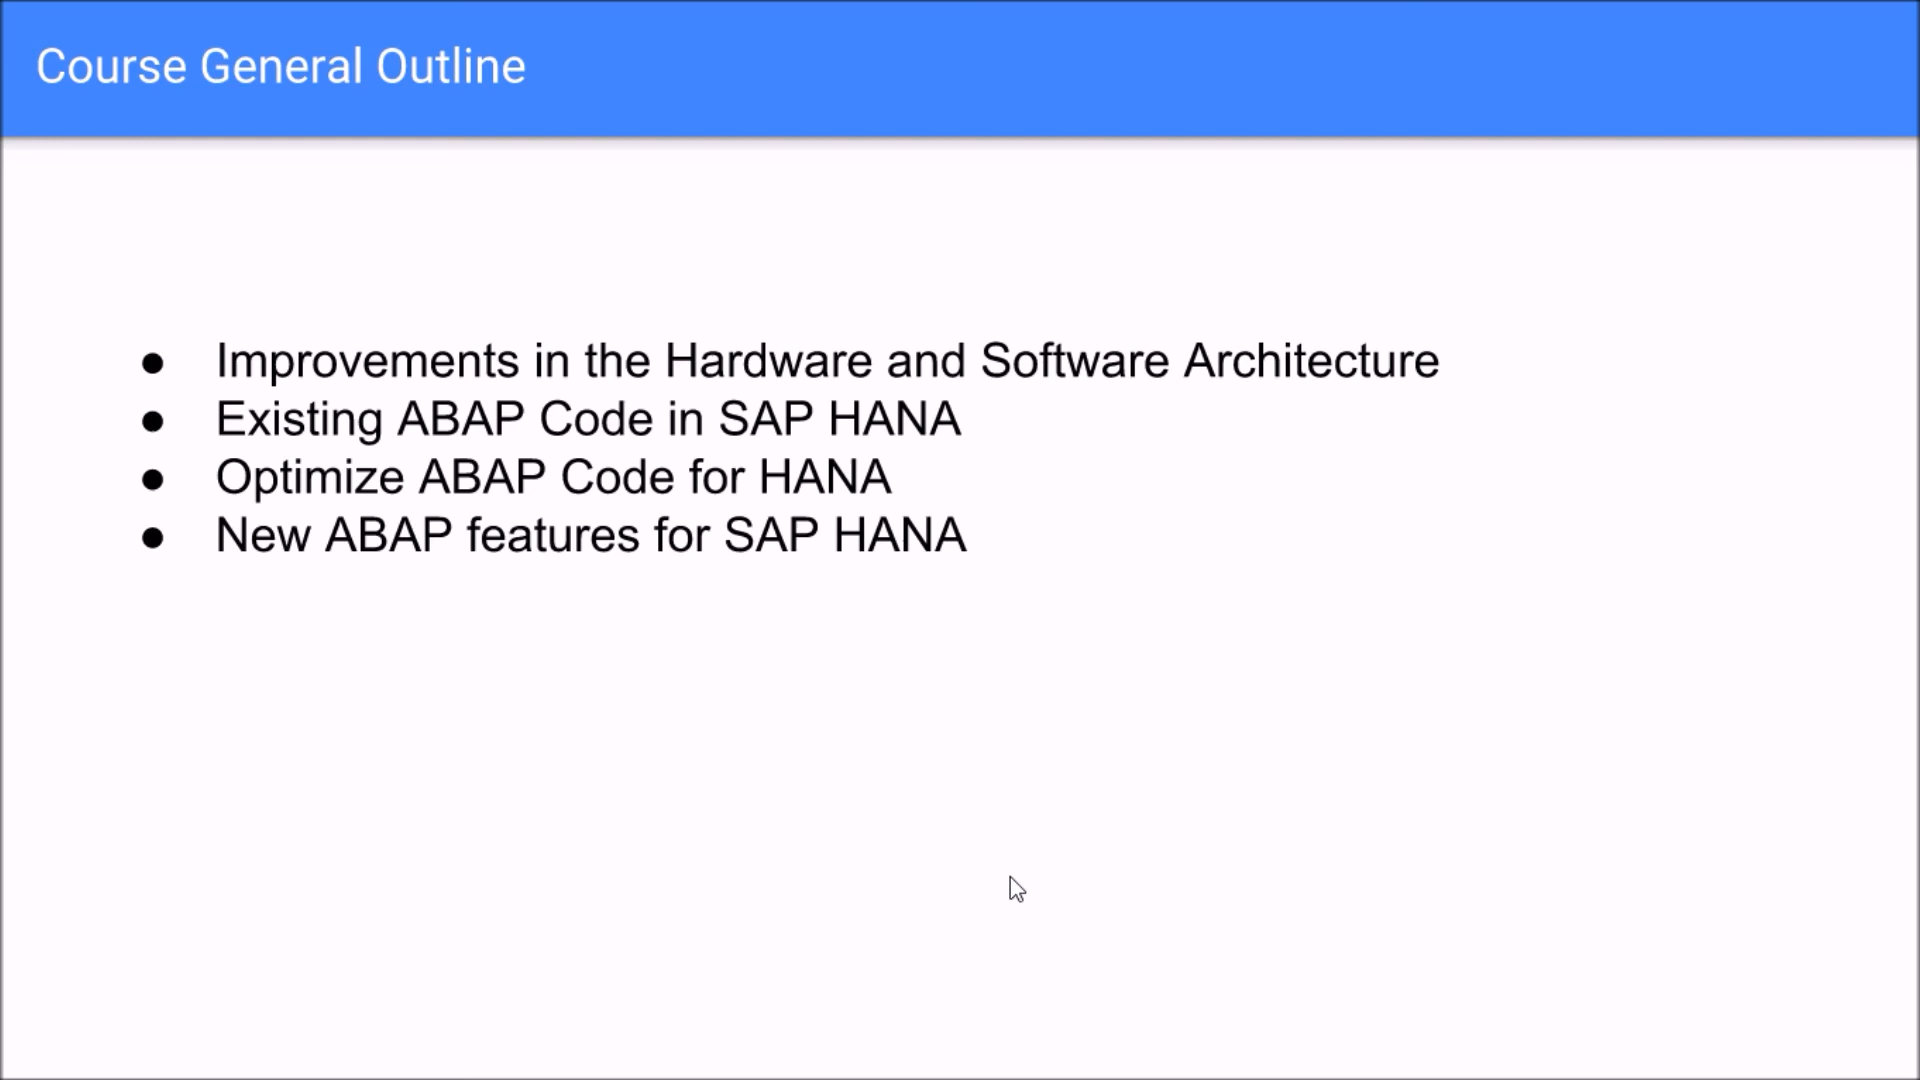 Course General Outline
● Improvements in the Hardware and Software Architecture
● Existing ABAP Code in SAP HANA
● Optimize ABAP Code for HANA
● New ABAP features for SAP HANA